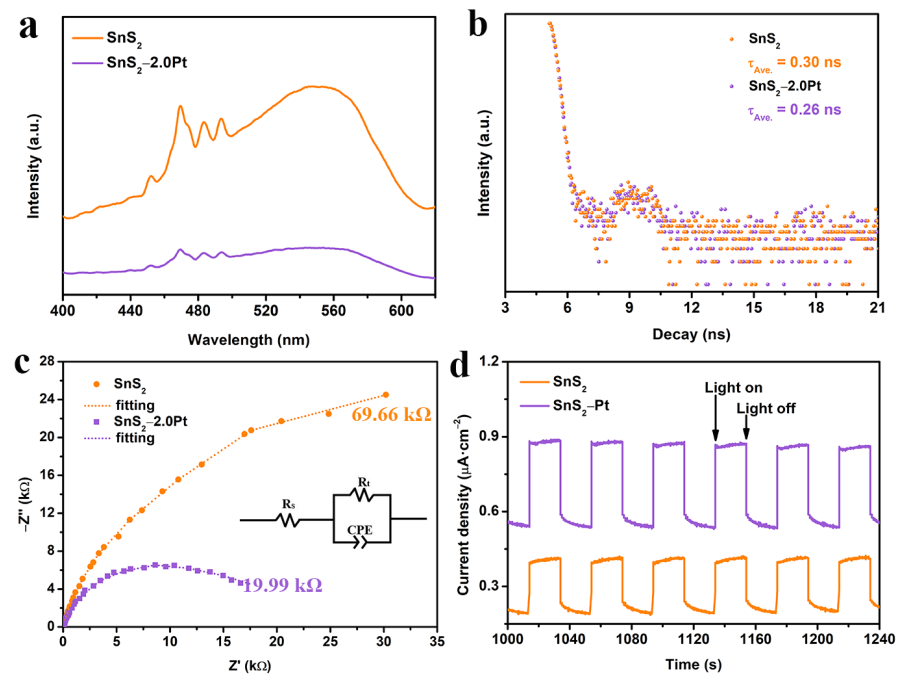 a
SnS₂
SnS₂–2.0Pt
Intensity (a.u.)
400 440 480 520 560 600
Wavelength (nm)
b
SnS₂
τAve. = 0.30 ns
SnS₂–2.0Pt
τAve. = 0.26 ns
Intensity (a.u.)
3 6 9 12 15 18 21
Decay (ns)
c
SnS₂
fitting
SnS₂–2.0Pt
fitting
69.66 kΩ
19.99 kΩ
Rs
Rt
CPE
–Z'' (kΩ)
28
24
20
16
12
8
4
0
0 5 10 15 20 25 30 35
Z' (kΩ)
d
SnS₂
SnS₂–Pt
Light on
Light off
Current density (μA·cm⁻²)
1.2
0.9
0.6
0.3
1000 1040 1080 1120 1160 1200 1240
Time (s)